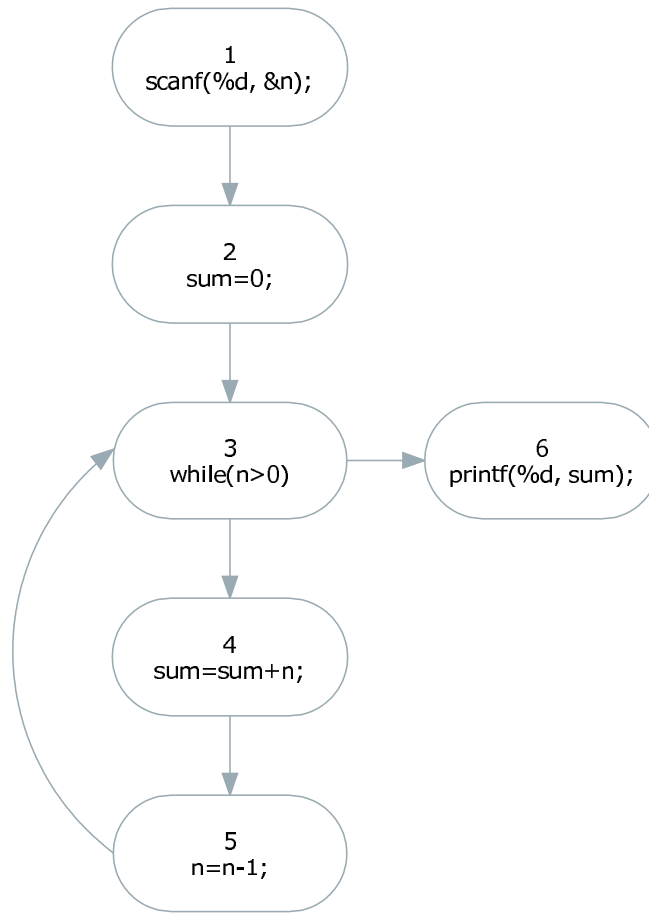 1
scanf(%d, &n);
2
sum=0;
3
while(n>0)
6
printf(%d, sum);
4
sum=sum+n;
5
n=n-1;